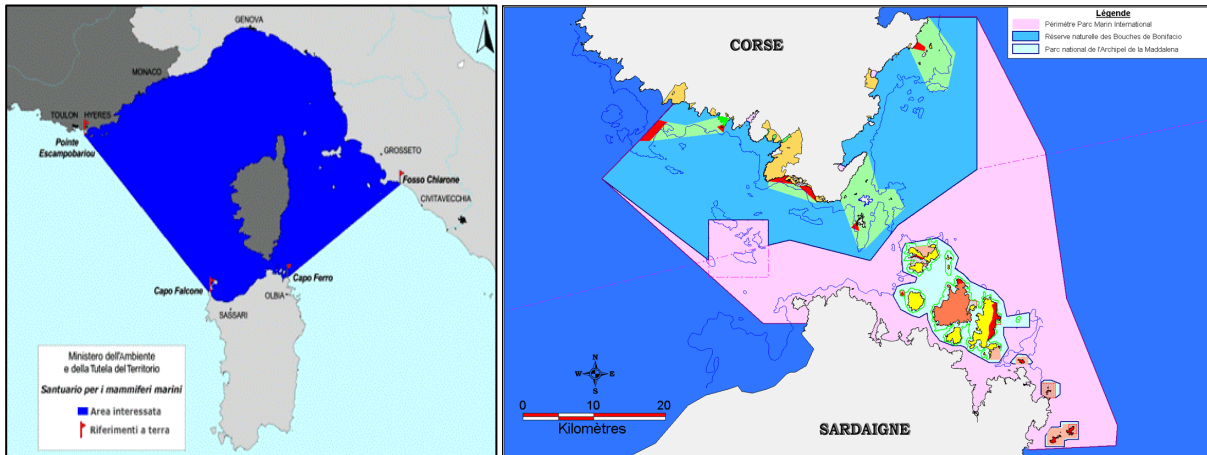 GENOVA
MONACO
TOULON HYERES
Pointe
Escampobariou
GROSSETO
Fosso Chiarone
CIVITAVECCHIA
Capo Ferro
Capo Falcone
OLBIA
SASSARI
Ministero dell'Ambiente
e della Tutela del Territorio
Santuario per i mammiferi marini
Area interessata
Riferimenti a terra
Légende
Périmètre Parc Marin International
Réserve naturelle des Bouches de Bonifacio
Parc national de l'Archipel de la Maddalena
CORSE
N
W E
S
0 10 20
Kilomètres
SARDAIGNE